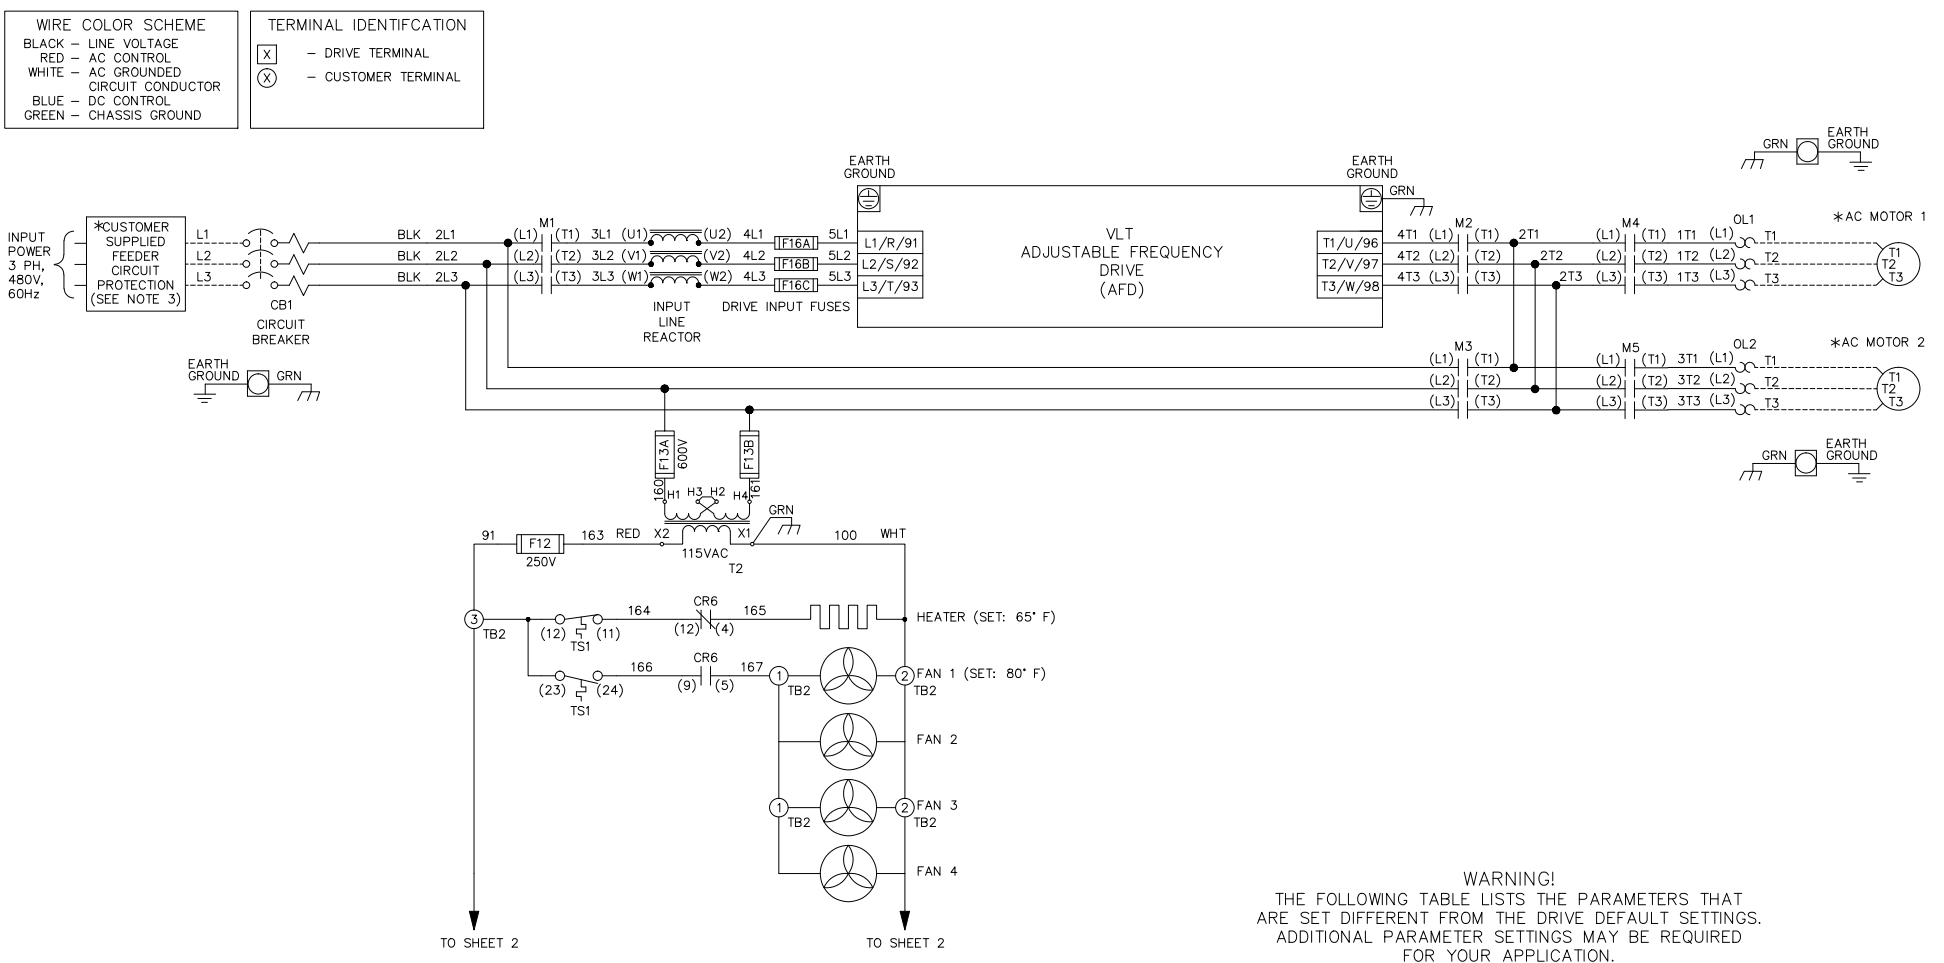 WIRE COLOR SCHEME
BLACK – LINE VOLTAGE
RED – AC CONTROL
WHITE – AC GROUNDED
CIRCUIT CONDUCTOR
BLUE – DC CONTROL
GREEN – CHASSIS GROUND
TERMINAL IDENTIFCATION
X – DRIVE TERMINAL
X – CUSTOMER TERMINAL
INPUT
POWER
3 PH,
480V,
60Hz
*CUSTOMER
SUPPLIED
FEEDER
CIRCUIT
PROTECTION
(SEE NOTE 3)
L1
L2
L3
CB1
CIRCUIT
BREAKER
EARTH
GROUND
GRN
BLK 2L1
BLK 2L2
BLK 2L3
M1
(L1) (T1) 3L1 (U1) (U2) 4L1 F16A 5L1
(L2) (T2) 3L2 (V1) (V2) 4L2 F16B 5L2
(L3) (T3) 3L3 (W1) (W2) 4L3 F16C 5L3
INPUT
LINE
REACTOR
DRIVE INPUT FUSES
EARTH
GROUND
L1/R/91
L2/S/92
L3/T/93
VLT
ADJUSTABLE FREQUENCY
DRIVE
(AFD)
EARTH
GROUND
GRN
T1/U/96
T2/V/97
T3/W/98
M2
4T1 (L1) (T1) 2T1
4T2 (L2) (T2) 2T2
4T3 (L3) (T3) 2T3
M4
OL1
(L1) (T1) 1T1 (L1) T1
(L2) (T2) 1T2 (L2) T2
(L3) (T3) 1T3 (L3) T3
GRN
EARTH
GROUND
*AC MOTOR 1
T1
T2
T3
M3
(L1) (T1)
(L2) (T2)
(L3) (T3)
M5
OL2
(L1) (T1) 3T1 (L1) T1
(L2) (T2) 3T2 (L2) T2
(L3) (T3) 3T3 (L3) T3
*AC MOTOR 2
T1
T2
T3
GRN
EARTH
GROUND
F13A
600V
F13B
160
161
H1 H3 H2 H4
GRN
91 F12 163 RED X2 X1 100 WHT
250V
115VAC
T2
3
TB2
CR6
164 165
(12) (11) (12) (4)
TS1
HEATER (SET: 65° F)
CR6
166 167
(23) (24) (9) (5)
TS1
1
TB2
2
TB2
FAN 1 (SET: 80° F)
FAN 2
1
TB2
2
TB2
FAN 3
FAN 4
TO SHEET 2
TO SHEET 2
WARNING!
THE FOLLOWING TABLE LISTS THE PARAMETERS THAT
ARE SET DIFFERENT FROM THE DRIVE DEFAULT SETTINGS.
ADDITIONAL PARAMETER SETTINGS MAY BE REQUIRED
FOR YOUR APPLICATION.